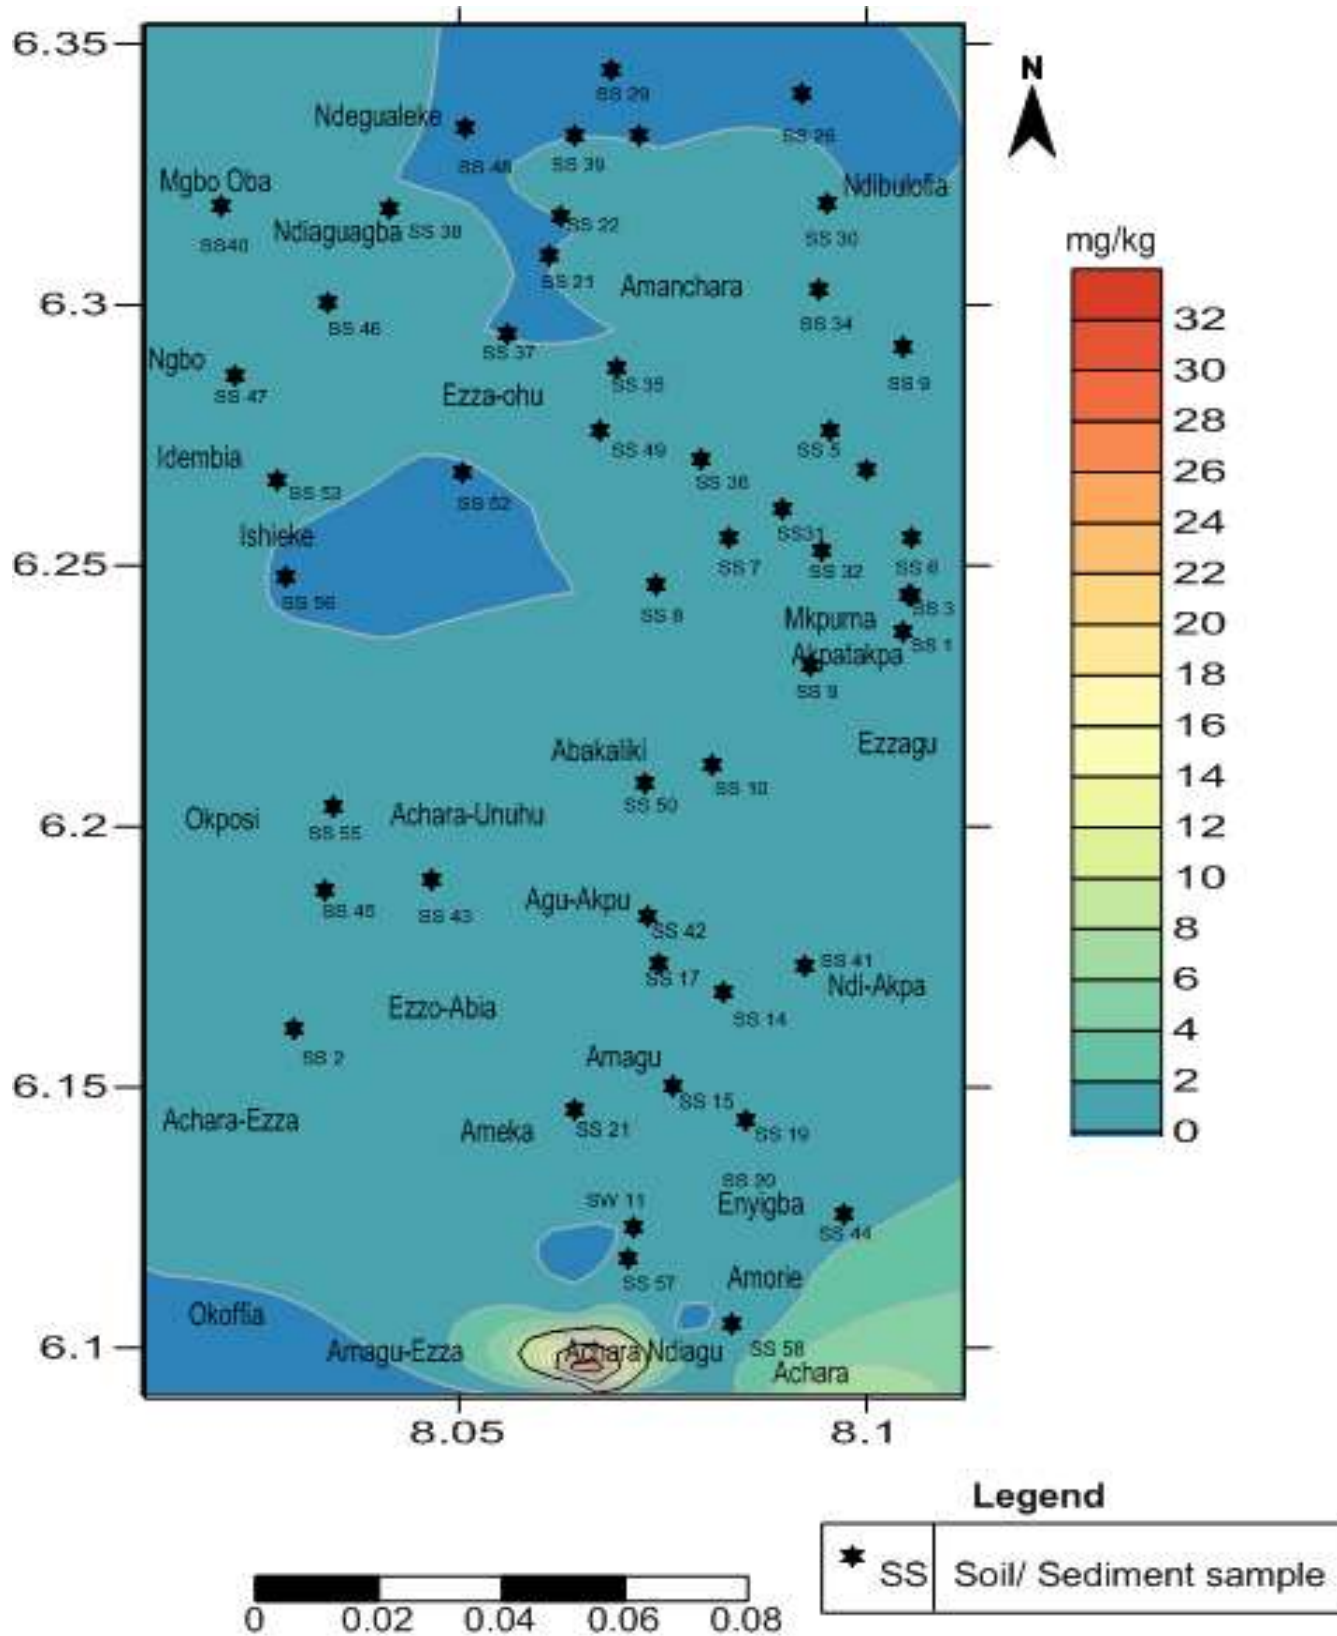 6.35
N
SS 29
Ndegualeke
SS 26
SS 48
SS 39
Mgbo Oba
Ndibulofia
SS 22
Ndiaguagba
SS 38
SS 30
SS40
mg/kg
SS 21
Amanchara
6.3
SS 34
32
SS 46
SS 37
Ngbo
SS 35
SS 9
30
SS 47
Ezza-ohu
28
SS 49
SS 5
Idembia
26
SS 36
SS 53
SS 52
24
Ishieke
SS31
6.25
SS 7
SS 32
SS 6
22
SS 56
SS 8
SS 3
Mkpuma
20
SS 1
Akpatakpa
18
SS 9
16
Abakaliki
Ezzagu
14
SS 10
SS 50
Okposi
Achara-Unuhu
6.2
SS 55
12
10
Agu-Akpu
SS 45
SS 43
SS 42
8
SS 41
SS 17
6
Ndi-Akpa
Ezzo-Abia
SS 14
4
SS 2
Amagu
6.15
2
SS 15
Achara-Ezza
Ameka
SS 21
SS 19
0
SS 20
SW 11
Enyigba
SS 44
SS 57
Amorie
Okoffia
6.1
Amagu-Ezza
Achara Ndiagu
SS 58
Achara
8.05
8.1
Legend
SS
Soil/ Sediment sample
0
0.02
0.04
0.06
0.08